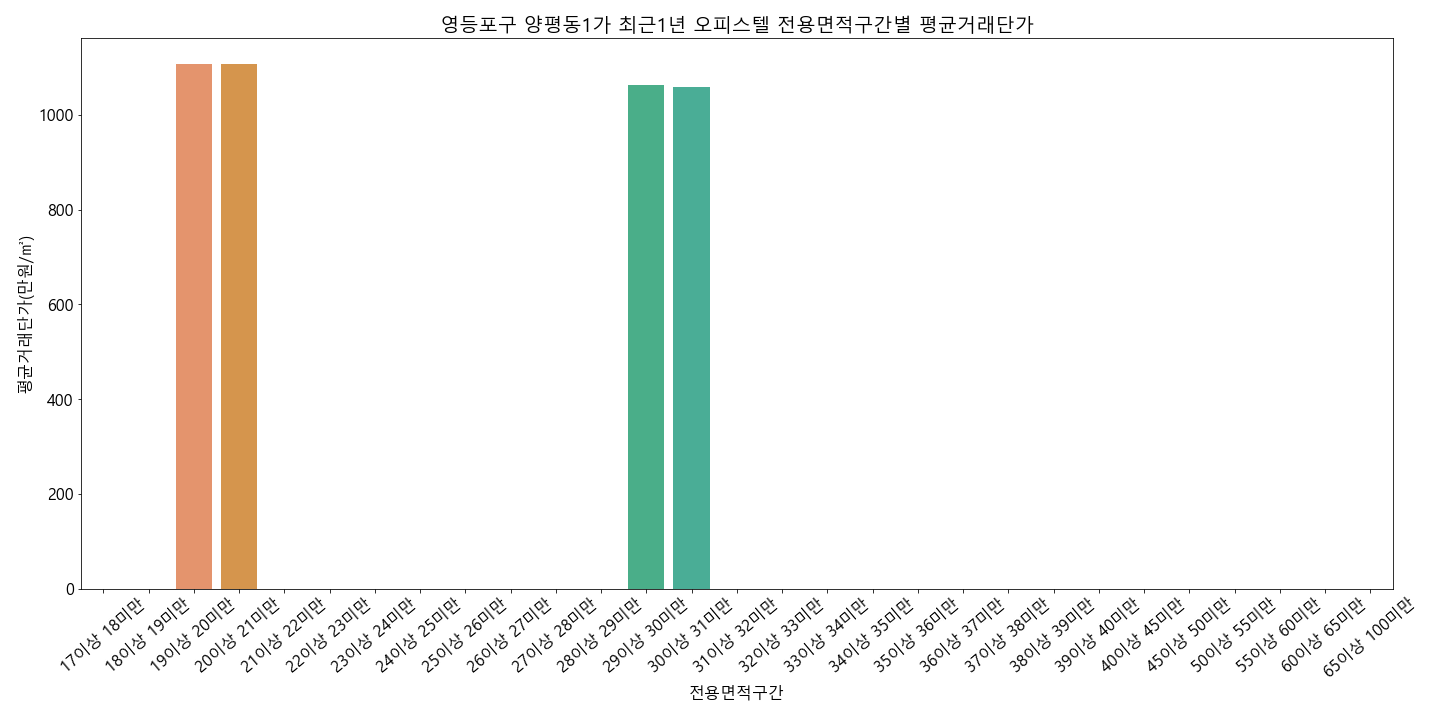 영등포구 양평동1가 최근1년 오피스텔 전용면적구간별 평균거래단가
평균거래단가(만원/㎡)
1000
800
600
400
200
0
17이상 18미만
18이상 19미만
19이상 20미만
20이상 21미만
21이상 22미만
22이상 23미만
23이상 24미만
24이상 25미만
25이상 26미만
26이상 27미만
27이상 28미만
28이상 29미만
29이상 30미만
30이상 31미만
31이상 32미만
32이상 33미만
33이상 34미만
34이상 35미만
35이상 36미만
36이상 37미만
37이상 38미만
38이상 39미만
39이상 40미만
40이상 45미만
45이상 50미만
50이상 55미만
55이상 60미만
60이상 65미만
65이상 100미만
전용면적구간